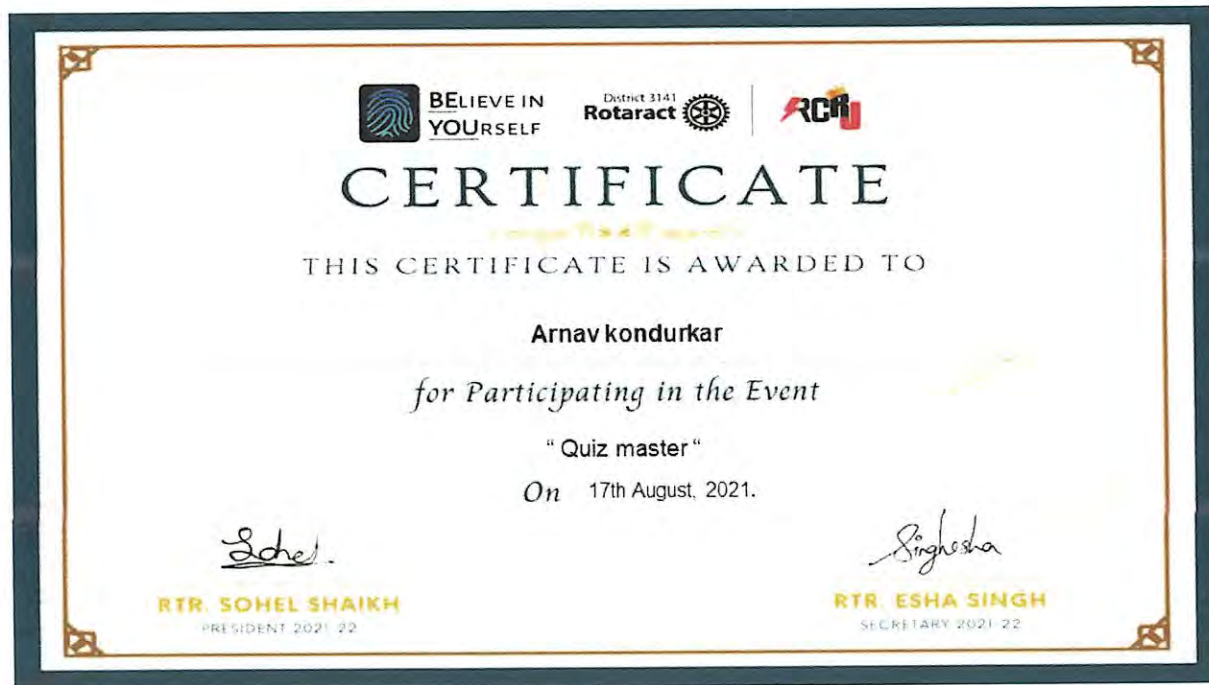 BELIEVE IN
YOURSELF
District 3141
Rotaract
RCRJ
CERTIFICATE
THIS CERTIFICATE IS AWARDED TO
Arnav kondurkar
for Participating in the Event
“ Quiz master “
On 17th August, 2021.
Sohel.
Singhesha
RTR. SOHEL SHAIKH
PRESIDENT 2021-22
RTR. ESHA SINGH
SECRETARY 2021-22